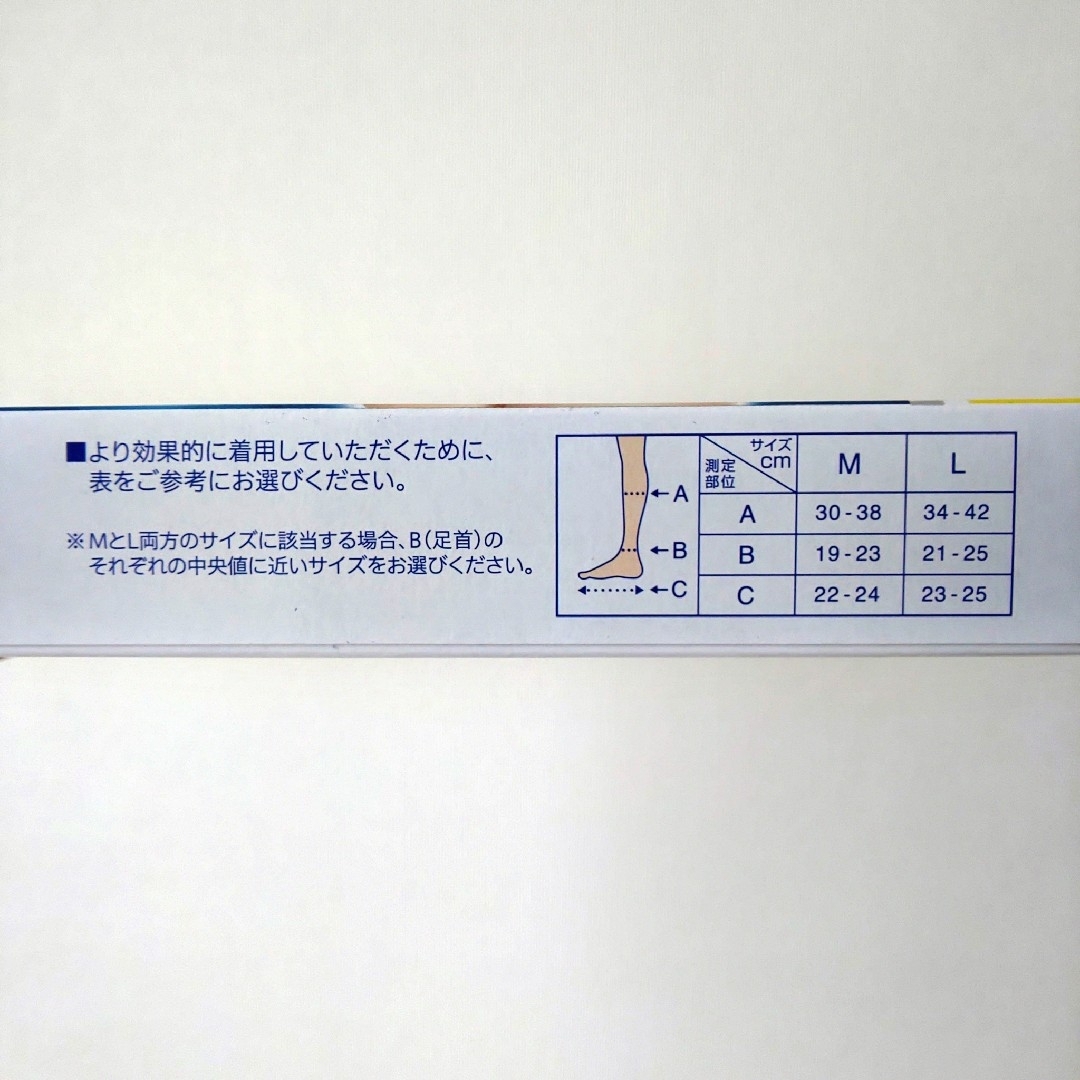 ■より効果的に着用していただくために、
表をご参考にお選びください。
※MとL両方のサイズに該当する場合、B(足首)の
それぞれの中央値に近いサイズをお選びください。
←A
←B
←C
サイズ
cm
測定
部位
M L
A 30-38 34-42
B 19-23 21-25
C 22-24 23-25